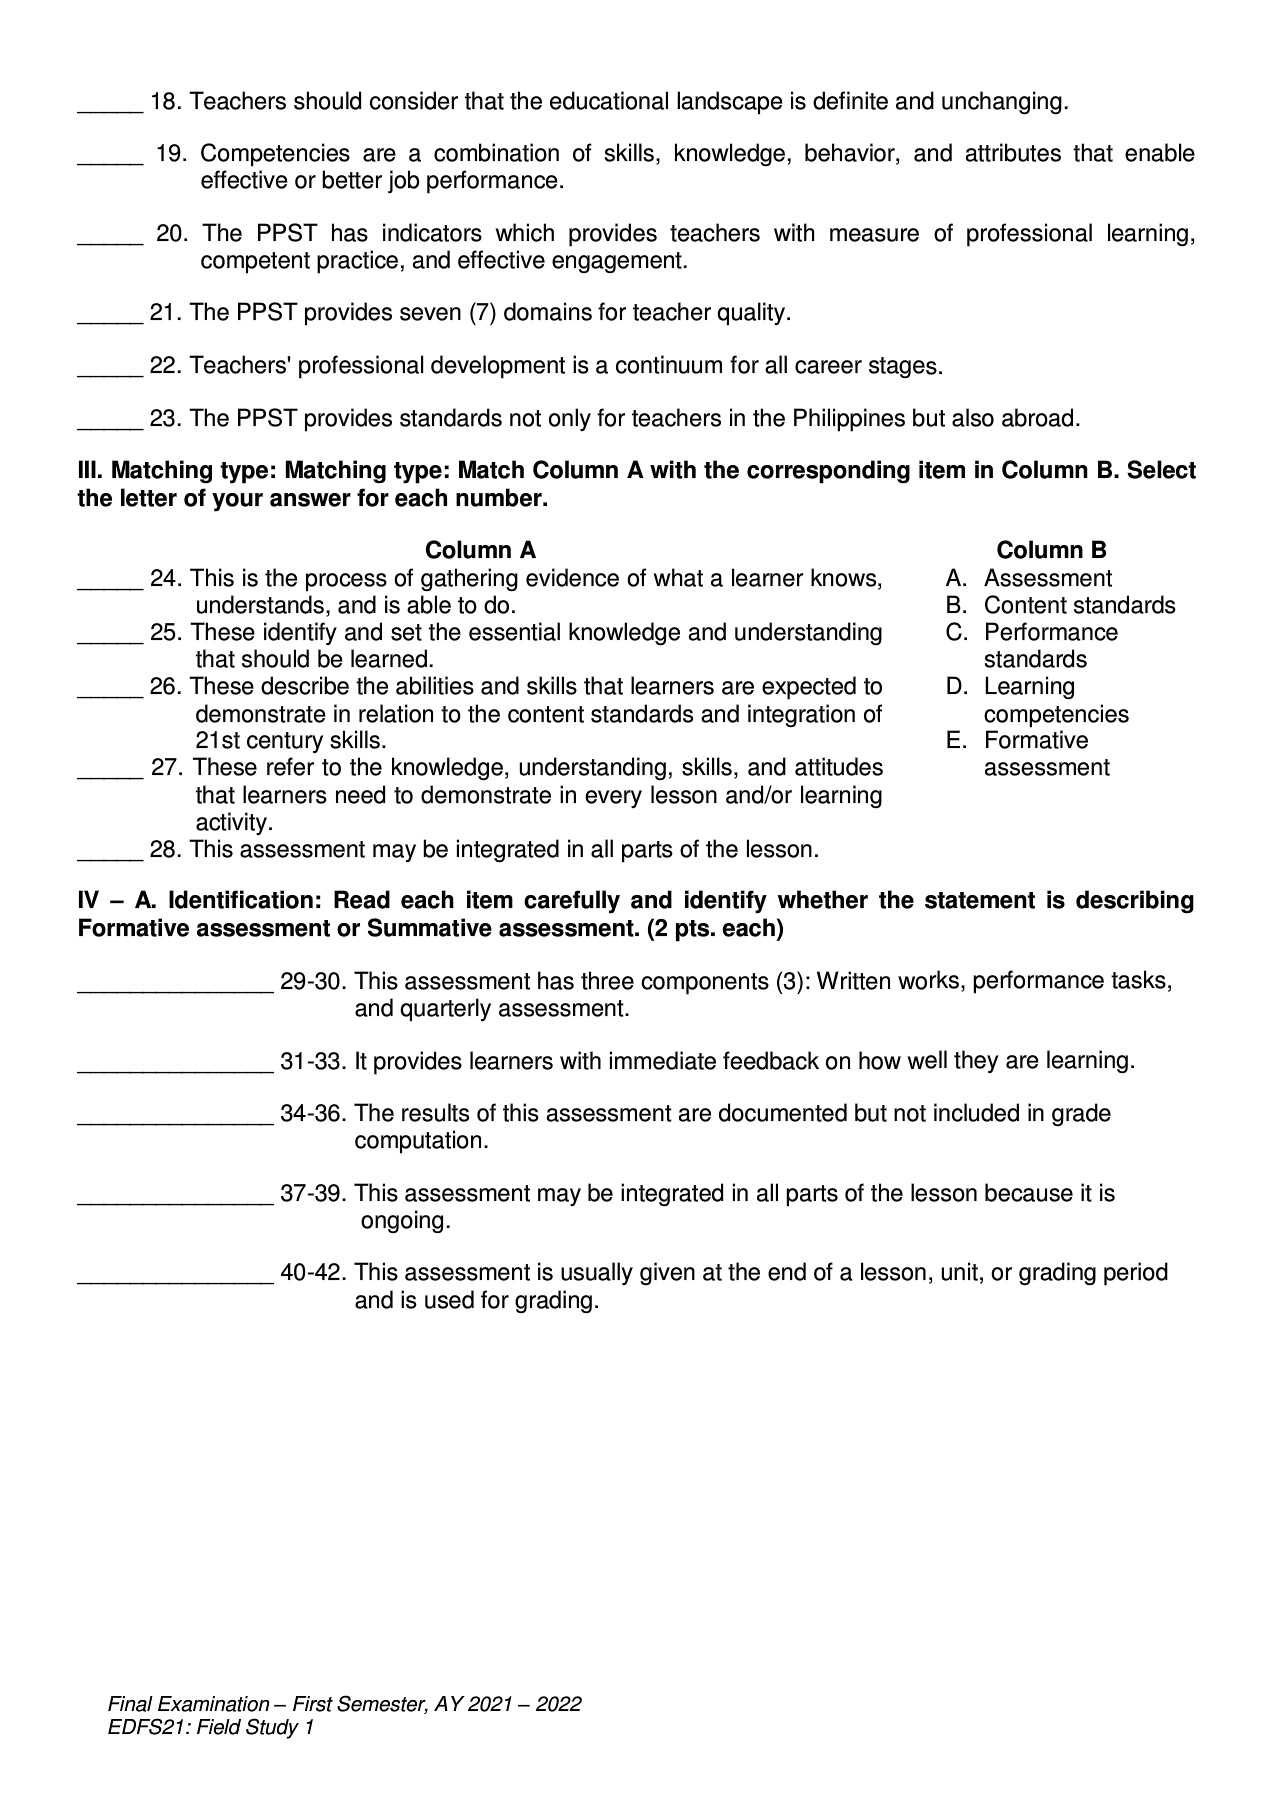 _____ 18. Teachers should consider that the educational landscape is definite and unchanging.
_____ 19. Competencies are a combination of skills, knowledge, behavior, and attributes that enable
effective or better job performance.
_____ 20. The PPST has indicators which provides teachers with measure of professional learning,
competent practice, and effective engagement.
_____ 21. The PPST provides seven (7) domains for teacher quality.
_____ 22. Teachers' professional development is a continuum for all career stages.
_____ 23. The PPST provides standards not only for teachers in the Philippines but also abroad.
III. Matching type: Matching type: Match Column A with the corresponding item in Column B. Select
the letter of your answer for each number.
Column A
_____ 24. This is the process of gathering evidence of what a learner knows,
understands, and is able to do.
_____ 25. These identify and set the essential knowledge and understanding
that should be learned.
_____ 26. These describe the abilities and skills that learners are expected to
demonstrate in relation to the content standards and integration of
21st century skills.
_____ 27. These refer to the knowledge, understanding, skills, and attitudes
that learners need to demonstrate in every lesson and/or learning
activity.
_____ 28. This assessment may be integrated in all parts of the lesson.
Column B
A. Assessment
B. Content standards
C. Performance
standards
D. Learning
competencies
E. Formative
assessment
IV – A. Identification: Read each item carefully and identify whether the statement is describing
Formative assessment or Summative assessment. (2 pts. each)
_______________ 29-30. This assessment has three components (3): Written works, performance tasks,
and quarterly assessment.
_______________ 31-33. It provides learners with immediate feedback on how well they are learning.
_______________ 34-36. The results of this assessment are documented but not included in grade
computation.
_______________ 37-39. This assessment may be integrated in all parts of the lesson because it is
ongoing.
_______________ 40-42. This assessment is usually given at the end of a lesson, unit, or grading period
and is used for grading.
Final Examination – First Semester, AY 2021 – 2022
EDFS21: Field Study 1